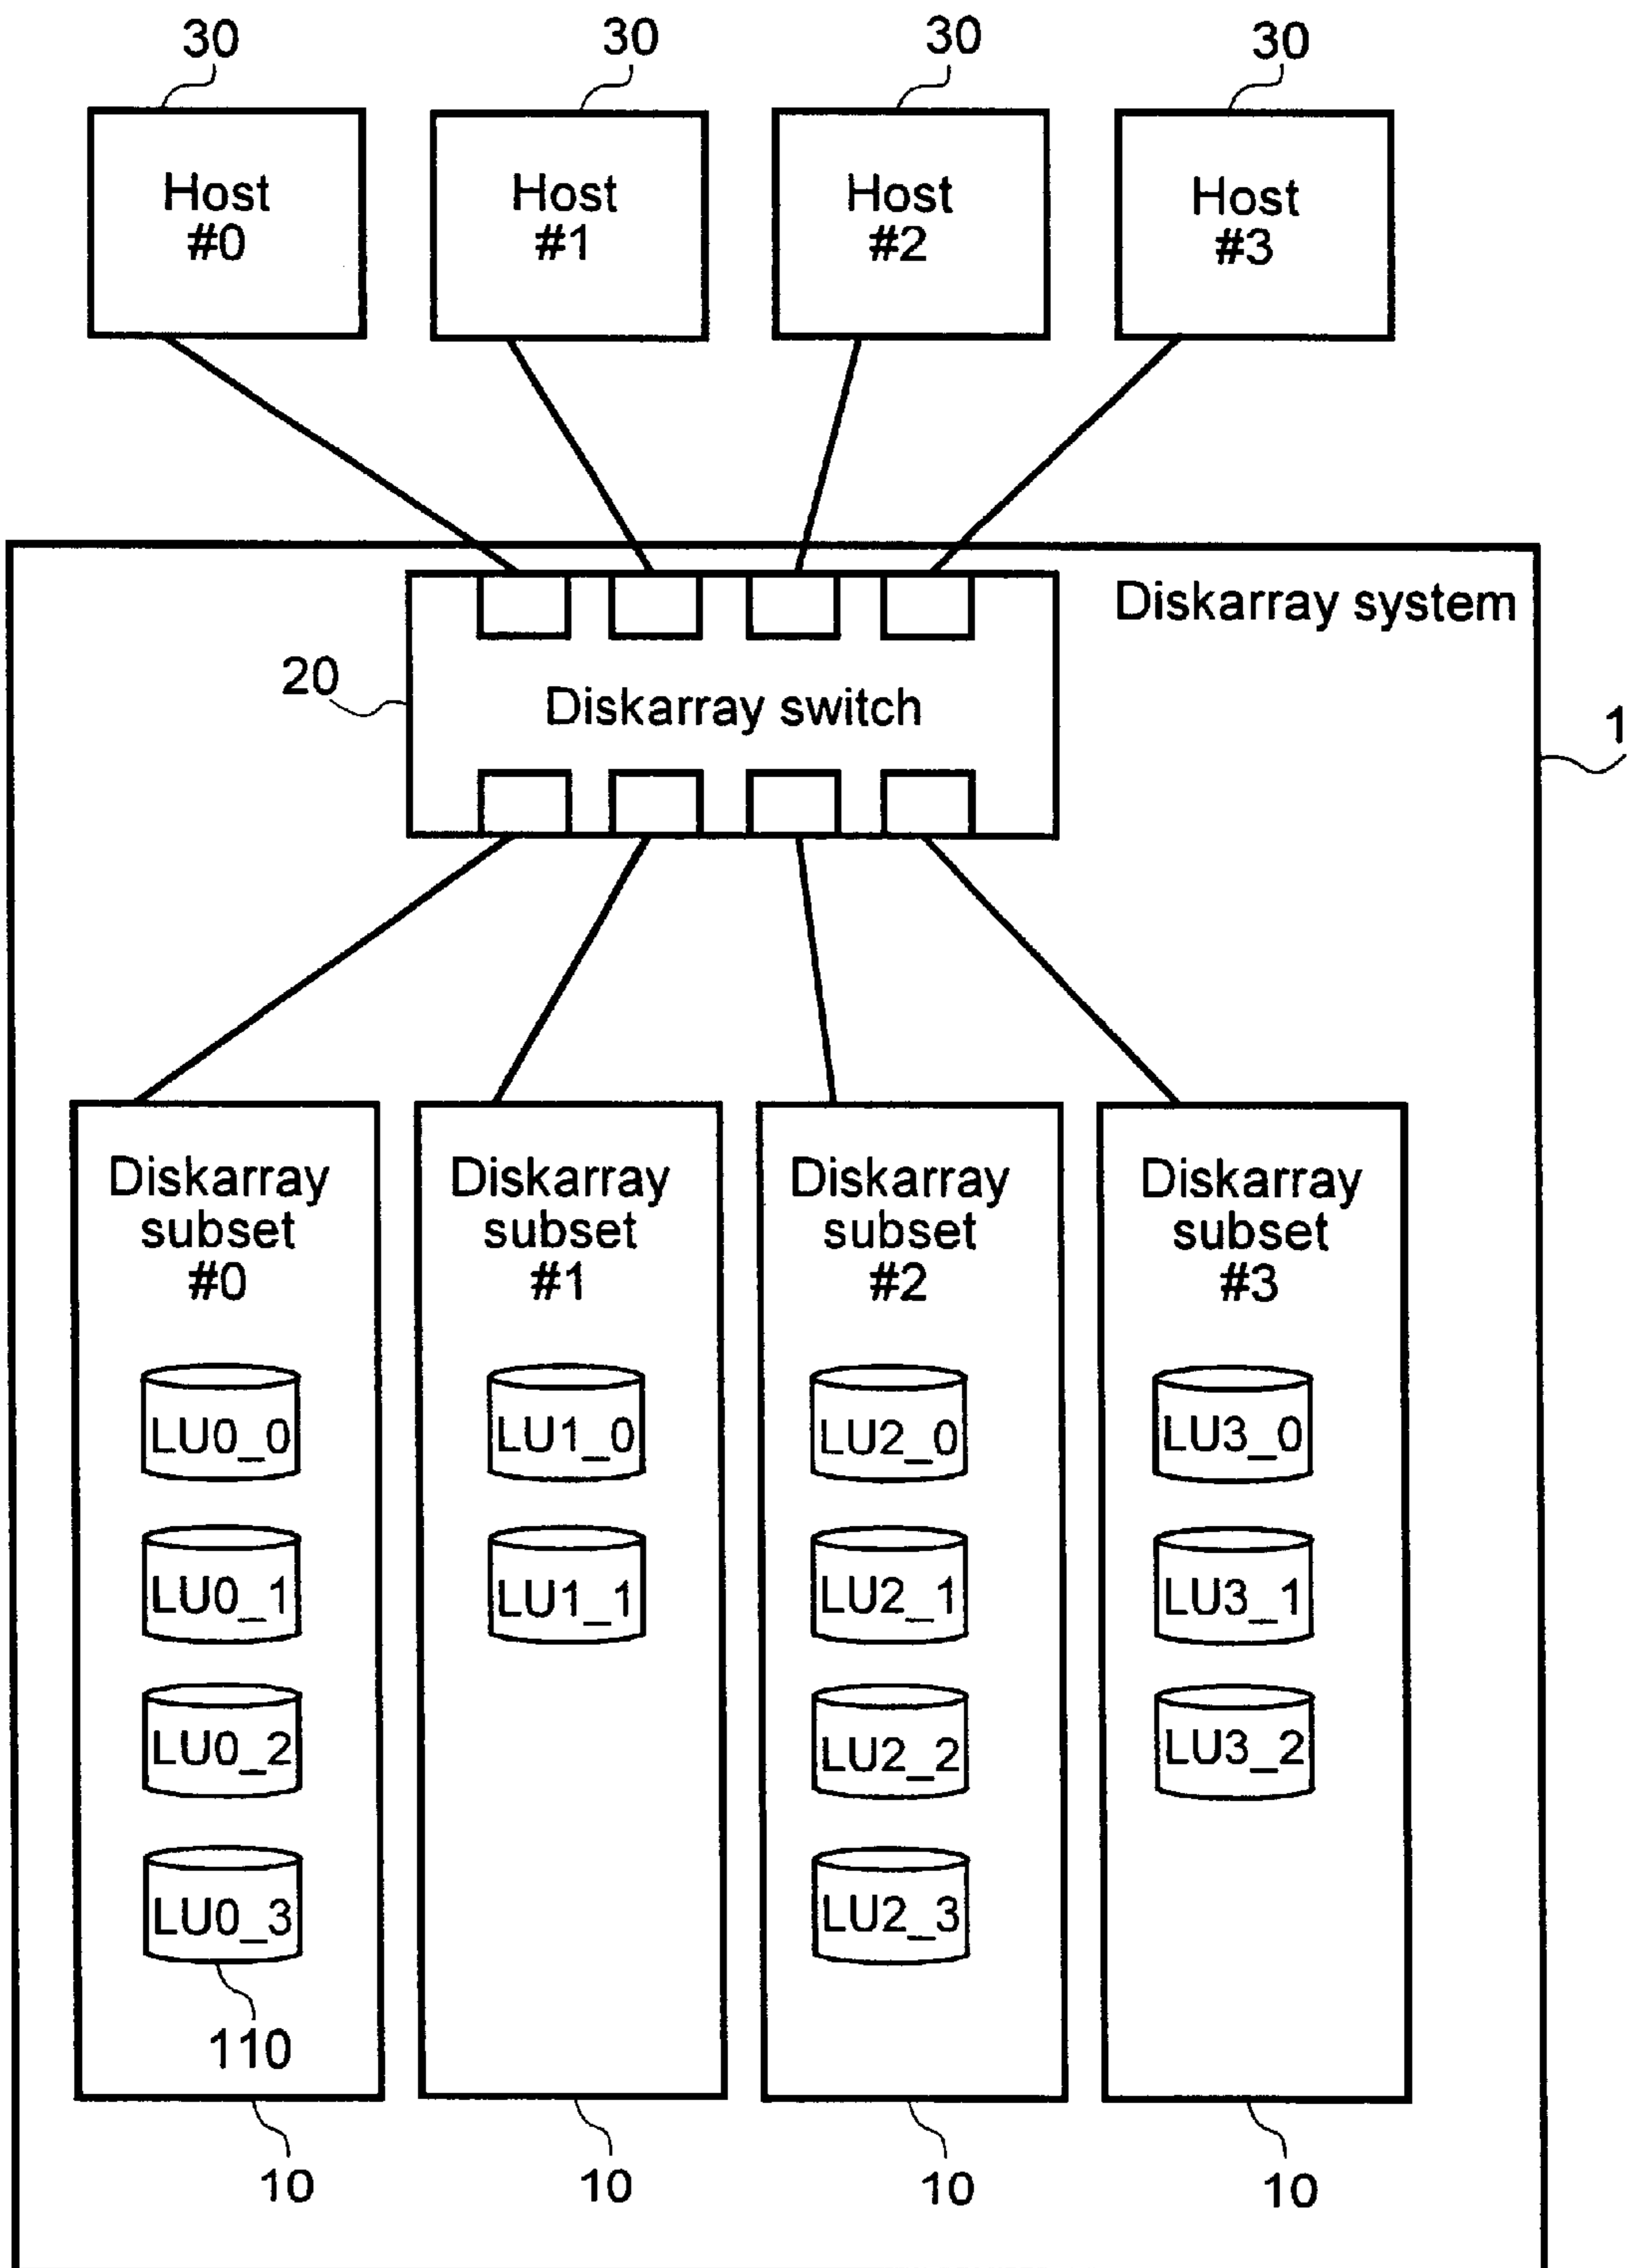 30 30 30 30
Host #0
Host #1
Host #2
Host #3
Diskarray system
20
Diskarray switch
1
Diskarray subset #0
Diskarray subset #1
Diskarray subset #2
Diskarray subset #3
LU0_0 LU1_0 LU2_0 LU3_0
LU0_1 LU1_1 LU2_1 LU3_1
LU0_2 LU2_2 LU3_2
LU0_3 LU2_3
110
10 10 10 10